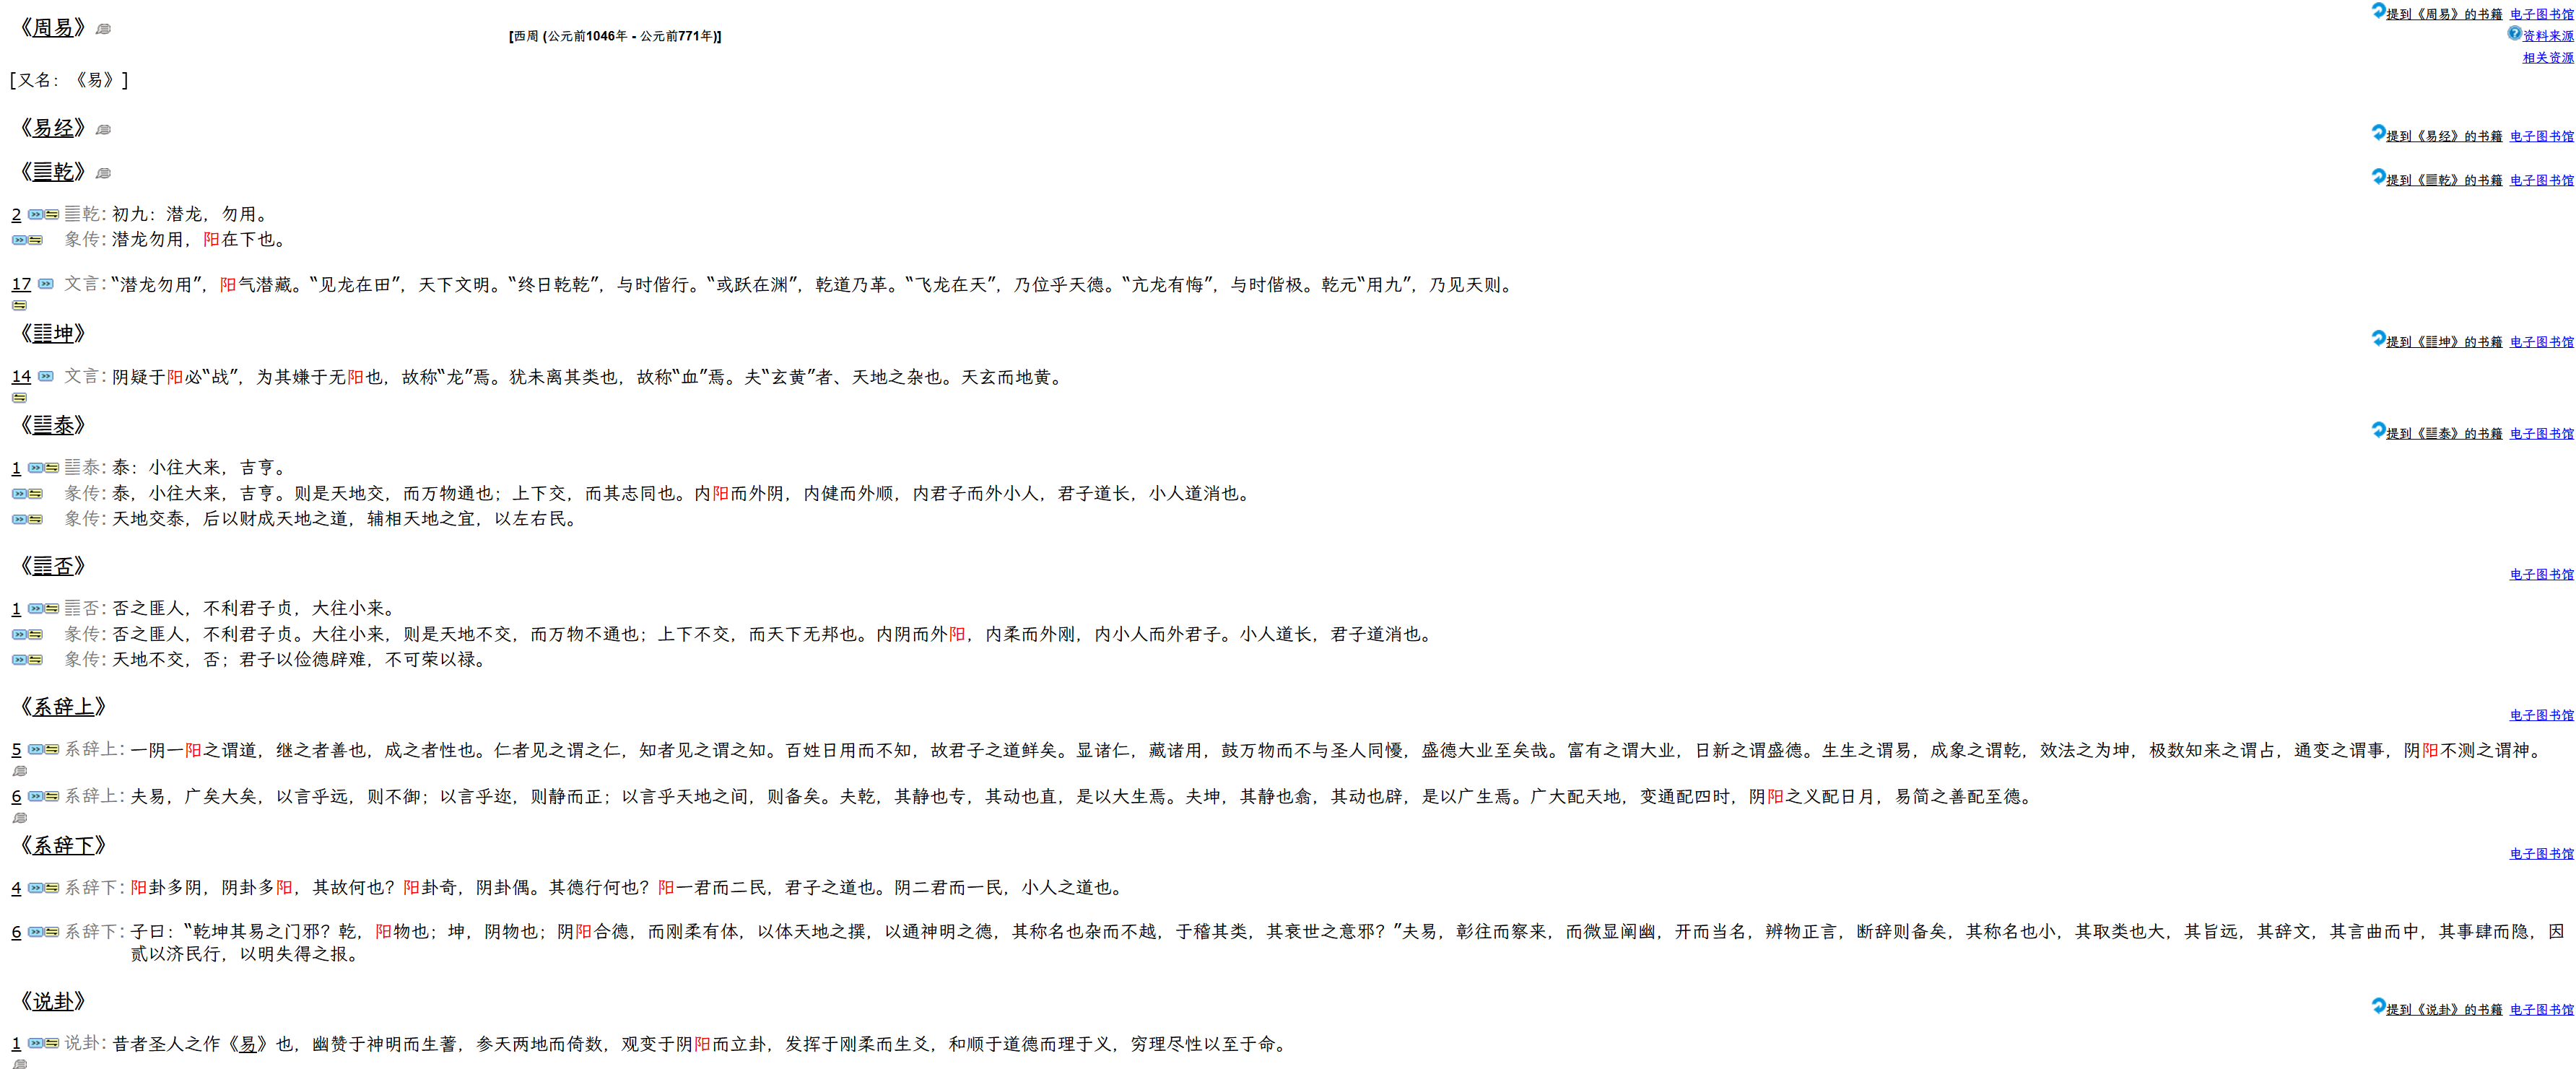 《周易》 [西周 (公元前1046年 - 公元前771年)] 提到《周易》的书籍 电子图书馆
资料来源
相关资源
[又名：《易》]
《易经》 提到《易经》的书籍 电子图书馆
《䷀乾》 提到《䷀乾》的书籍 电子图书馆
2 ䷀乾：初九：潜龙，勿用。
象传：潜龙勿用，阳在下也。
17 文言：“潜龙勿用”，阳气潜藏。“见龙在田”，天下文明。“终日乾乾”，与时偕行。“或跃在渊”，乾道乃革。“飞龙在天”，乃位乎天德。“亢龙有悔”，与时偕极。乾元“用九”，乃见天则。
《䷁坤》 提到《䷁坤》的书籍 电子图书馆
14 文言：阴疑于阳必“战”，为其嫌于无阳也，故称“龙”焉。犹未离其类也，故称“血”焉。夫“玄黄”者、天地之杂也。天玄而地黄。
《䷊泰》 提到《䷊泰》的书籍 电子图书馆
1 ䷊泰：泰：小往大来，吉亨。
彖传：泰，小往大来，吉亨。则是天地交，而万物通也；上下交，而其志同也。内阳而外阴，内健而外顺，内君子而外小人，君子道长，小人道消也。
象传：天地交泰，后以财成天地之道，辅相天地之宜，以左右民。
《䷋否》 电子图书馆
1 ䷋否：否之匪人，不利君子贞，大往小来。
彖传：否之匪人，不利君子贞。大往小来，则是天地不交，而万物不通也；上下不交，而天下无邦也。内阴而外阳，内柔而外刚，内小人而外君子。小人道长，君子道消也。
象传：天地不交，否；君子以俭德辟难，不可荣以禄。
《系辞上》 电子图书馆
5 系辞上：一阴一阳之谓道，继之者善也，成之者性也。仁者见之谓之仁，知者见之谓之知。百姓日用而不知，故君子之道鲜矣。显诸仁，藏诸用，鼓万物而不与圣人同懮，盛德大业至矣哉。富有之谓大业，日新之谓盛德。生生之谓易，成象之谓乾，效法之为坤，极数知来之谓占，通变之谓事，阴阳不测之谓神。
6 系辞上：夫易，广矣大矣，以言乎远，则不御；以言乎迩，则静而正；以言乎天地之间，则备矣。夫乾，其静也专，其动也直，是以大生焉。夫坤，其静也翕，其动也辟，是以广生焉。广大配天地，变通配四时，阴阳之义配日月，易简之善配至德。
《系辞下》 电子图书馆
4 系辞下：阳卦多阴，阴卦多阳，其故何也？阳卦奇，阴卦偶。其德行何也？阳一君而二民，君子之道也。阴二君而一民，小人之道也。
6 系辞下：子曰：“乾坤其易之门邪？乾，阳物也；坤，阴物也；阴阳合德，而刚柔有体，以体天地之撰，以通神明之德，其称名也杂而不越，于稽其类，其衰世之意邪？”夫易，彰往而察来，而微显阐幽，开而当名，辨物正言，断辞则备矣，其称名也小，其取类也大，其旨远，其辞文，其言曲而中，其事肆而隐，因
贰以济民行，以明失得之报。
《说卦》 提到《说卦》的书籍 电子图书馆
1 说卦：昔者圣人之作《易》也，幽赞于神明而生蓍，参天两地而倚数，观变于阴阳而立卦，发挥于刚柔而生爻，和顺于道德而理于义，穷理尽性以至于命。